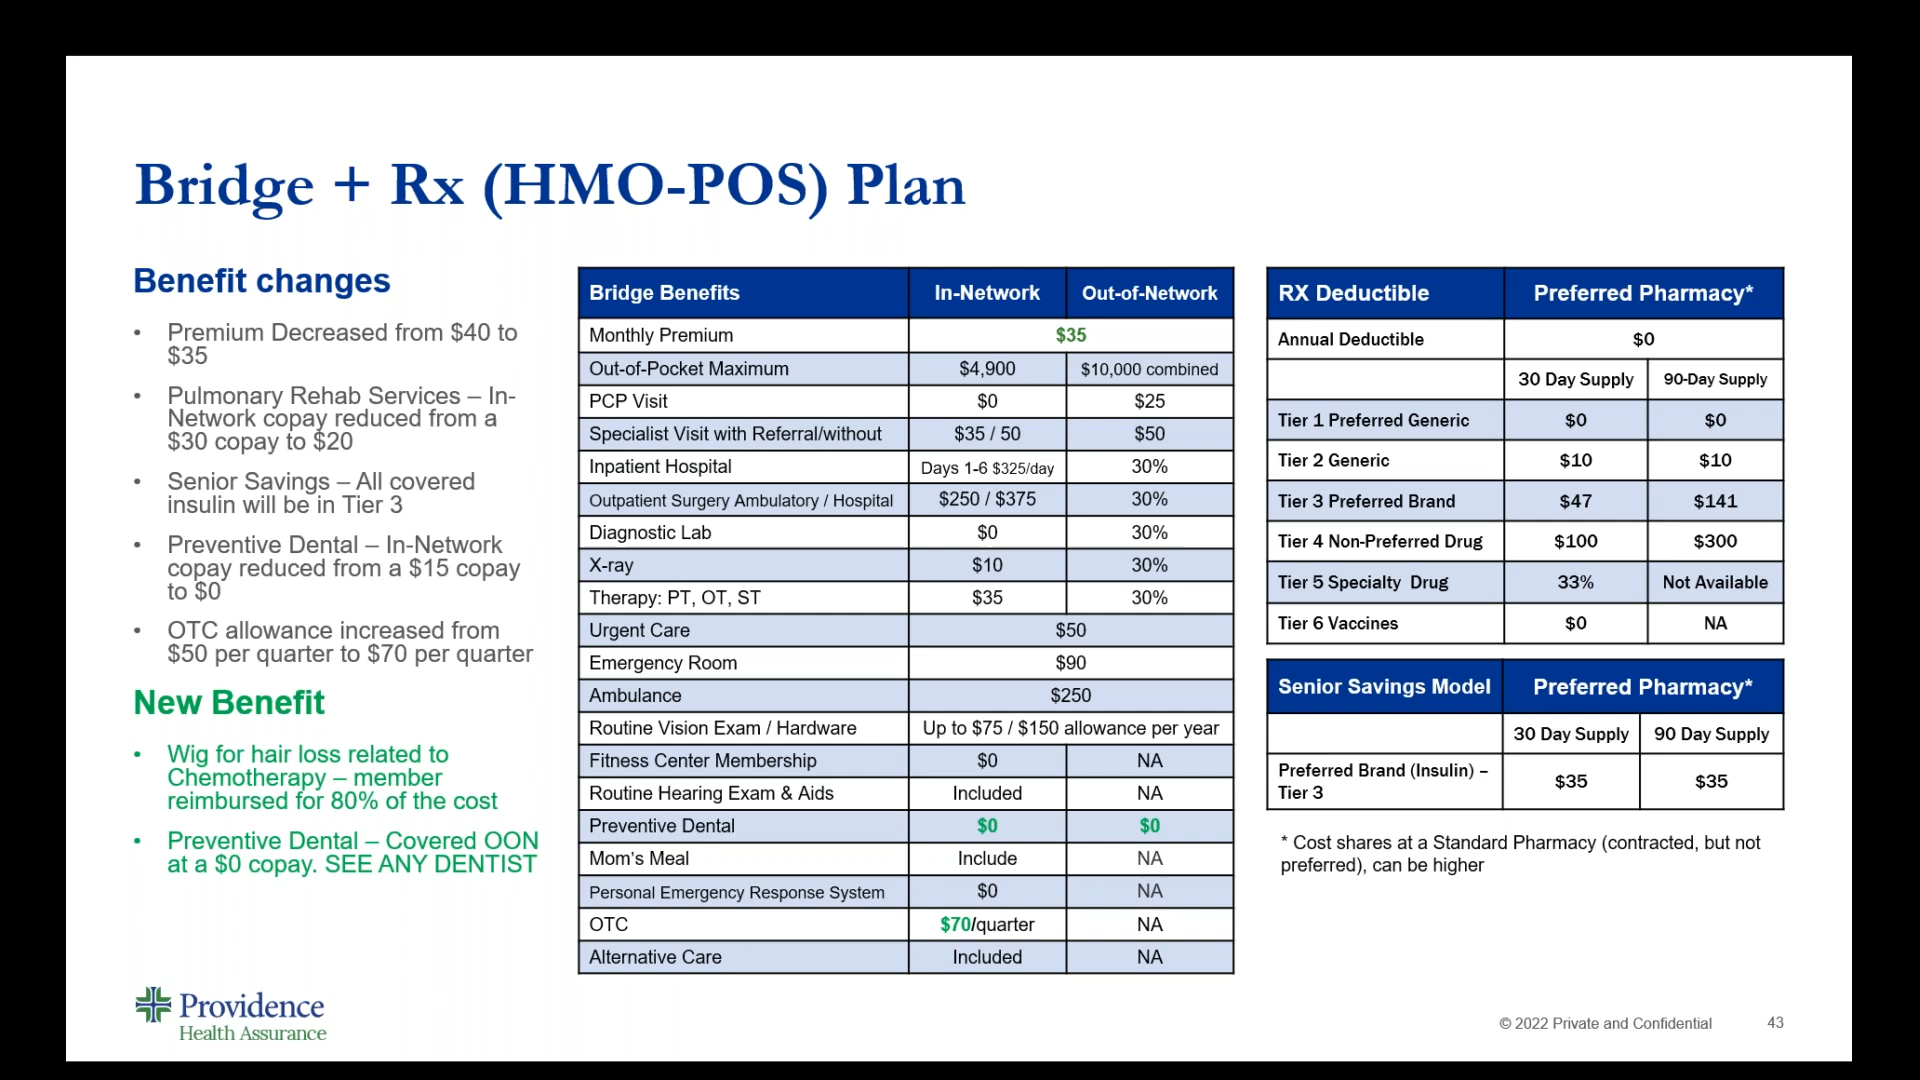 Bridge + Rx (HMO-POS) Plan
Benefit changes
• Premium Decreased from $40 to
$35
• Pulmonary Rehab Services – In-
Network copay reduced from a
$30 copay to $20
• Senior Savings – All covered
insulin will be in Tier 3
• Preventive Dental – In-Network
copay reduced from a $15 copay
to $0
• OTC allowance increased from
$50 per quarter to $70 per quarter
New Benefit
• Wig for hair loss related to
Chemotherapy – member
reimbursed for 80% of the cost
• Preventive Dental – Covered OON
at a $0 copay. SEE ANY DENTIST
Bridge Benefits In-Network Out-of-Network
Monthly Premium $35
Out-of-Pocket Maximum $4,900 $10,000 combined
PCP Visit $0 $25
Specialist Visit with Referral/without $35 / 50 $50
Inpatient Hospital Days 1-6 $325/day 30%
Outpatient Surgery Ambulatory / Hospital $250 / $375 30%
Diagnostic Lab $0 30%
X-ray $10 30%
Therapy: PT, OT, ST $35 30%
Urgent Care $50
Emergency Room $90
Ambulance $250
Routine Vision Exam / Hardware Up to $75 / $150 allowance per year
Fitness Center Membership $0 NA
Routine Hearing Exam & Aids Included NA
Preventive Dental $0 $0
Mom's Meal Include NA
Personal Emergency Response System $0 NA
OTC $70/quarter NA
Alternative Care Included NA
RX Deductible Preferred Pharmacy*
Annual Deductible $0
30 Day Supply 90-Day Supply
Tier 1 Preferred Generic $0 $0
Tier 2 Generic $10 $10
Tier 3 Preferred Brand $47 $141
Tier 4 Non-Preferred Drug $100 $300
Tier 5 Specialty Drug 33% Not Available
Tier 6 Vaccines $0 NA
Senior Savings Model Preferred Pharmacy*
30 Day Supply 90 Day Supply
Preferred Brand (Insulin) –
Tier 3 $35 $35
* Cost shares at a Standard Pharmacy (contracted, but not
preferred), can be higher
Providence
Health Assurance
© 2022 Private and Confidential 43